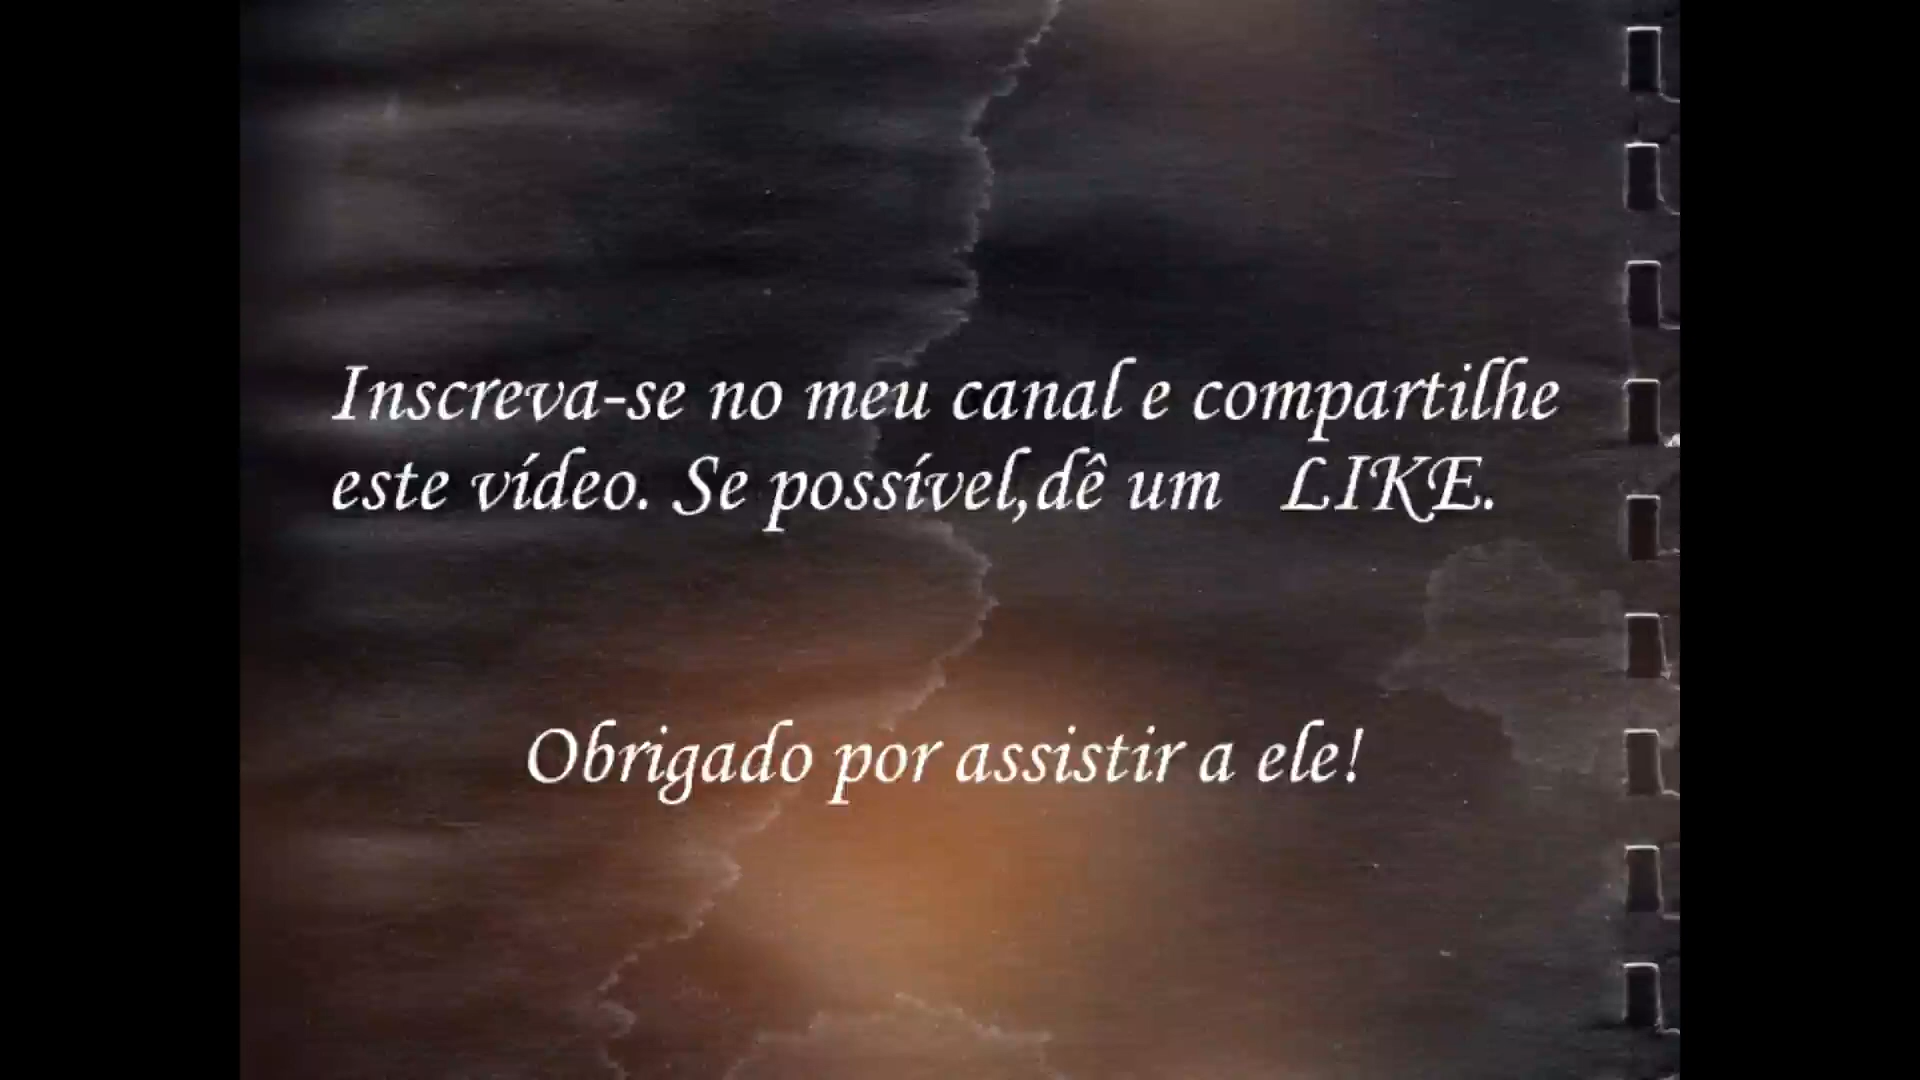 Inscreva-se no meu canal e compartilhe
este vídeo. Se possível,dê um LIKE.
Obrigado por assistir a ele!